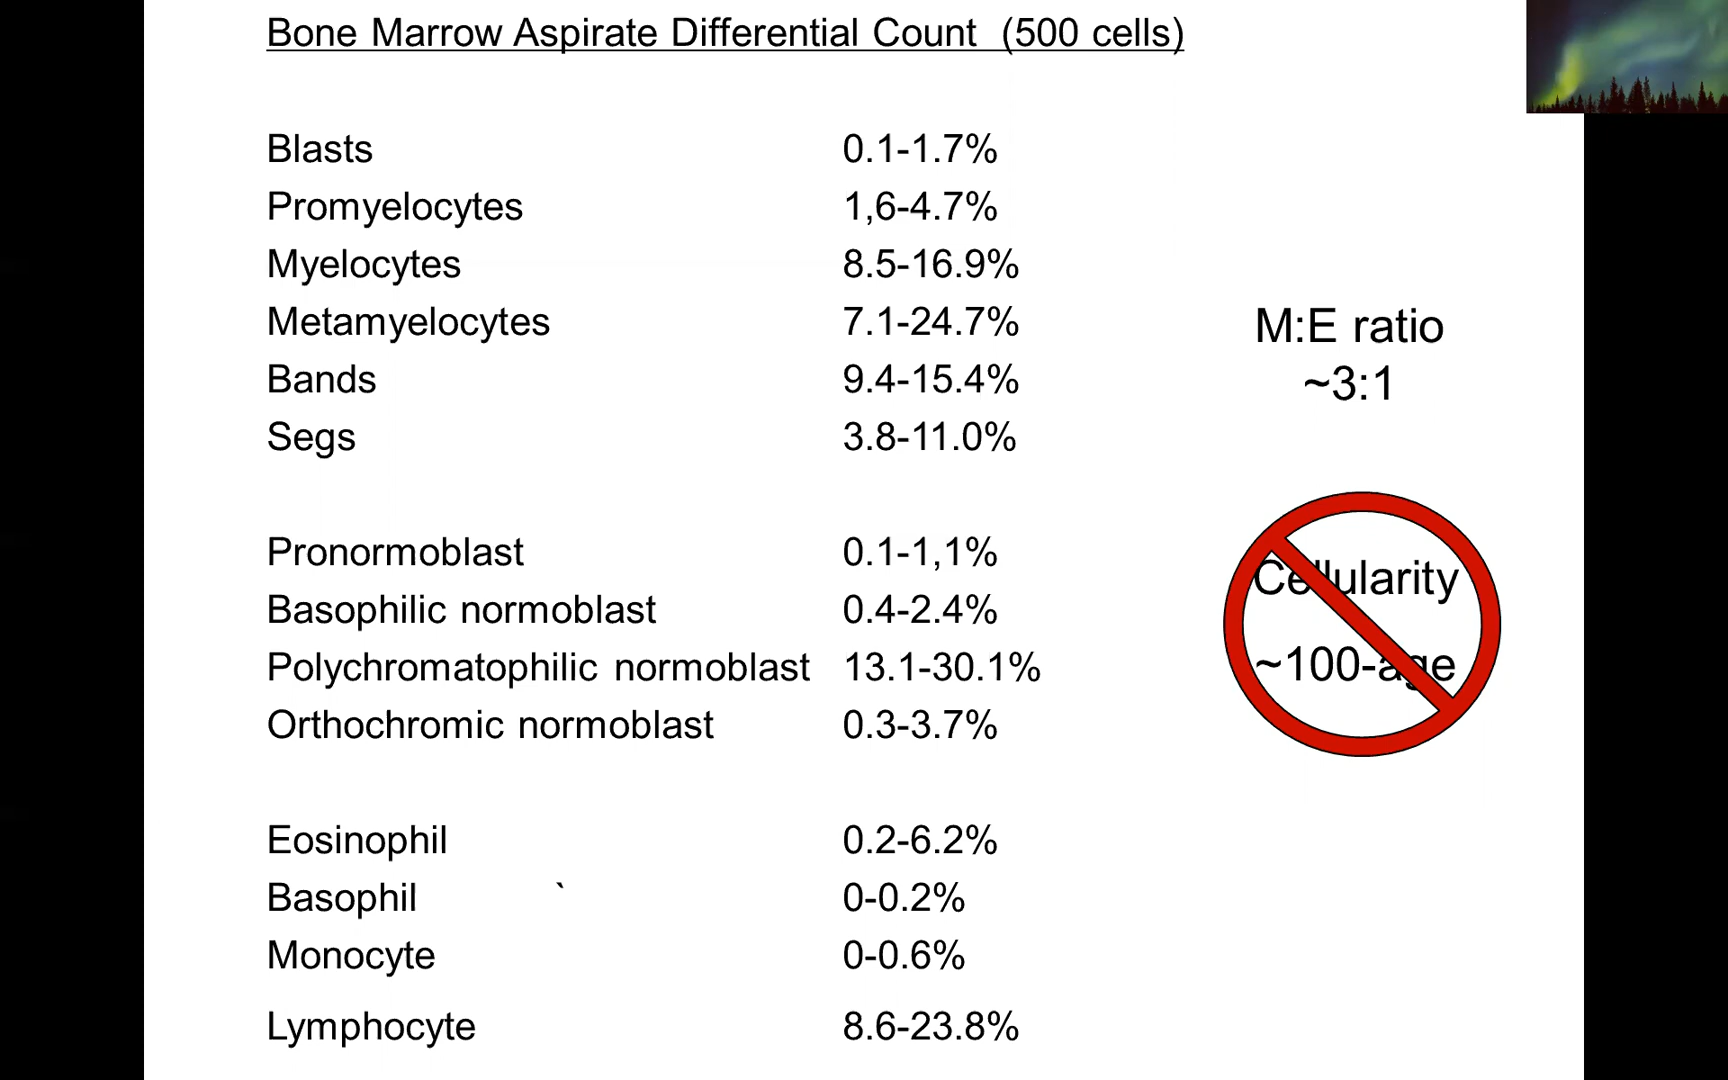 Bone Marrow Aspirate Differential Count (500 cells)
Blasts 0.1-1.7%
Promyelocytes 1,6-4.7%
Myelocytes 8.5-16.9%
Metamyelocytes 7.1-24.7%
Bands 9.4-15.4%
Segs 3.8-11.0%
M:E ratio
~3:1
Pronormoblast 0.1-1,1%
Basophilic normoblast 0.4-2.4%
Polychromatophilic normoblast 13.1-30.1%
Orthochromic normoblast 0.3-3.7%
Cellularity
~100-age
Eosinophil 0.2-6.2%
Basophil ` 0-0.2%
Monocyte 0-0.6%
Lymphocyte 8.6-23.8%